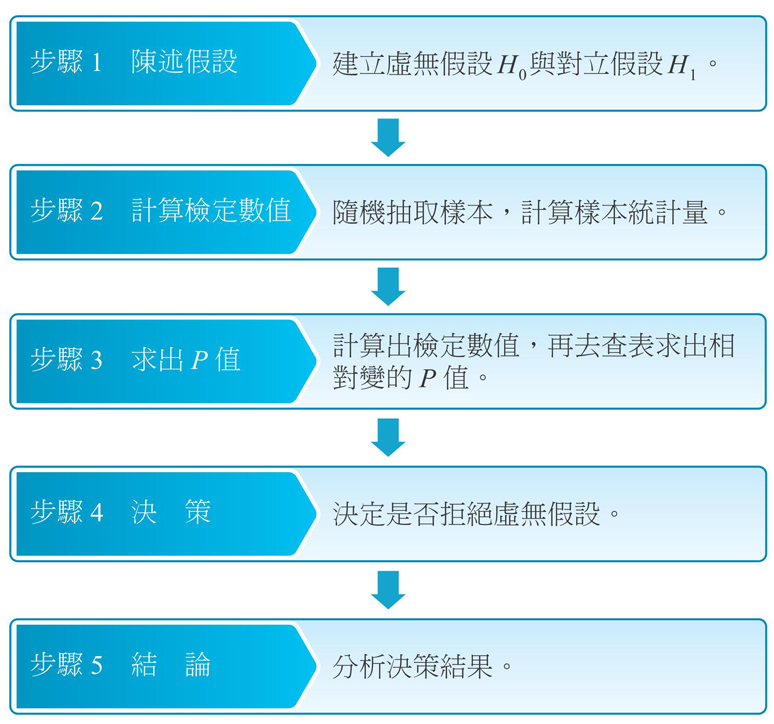 步驟 1 陳述假設
建立虛無假設 H0與對立假設 H1。
步驟 2 計算檢定數值
隨機抽取樣本，計算樣本統計量。
步驟 3 求出 P 值
計算出檢定數值，再去查表求出相
對變的 P 值。
步驟 4 決 策
決定是否拒絕虛無假設。
步驟 5 結 論
分析決策結果。